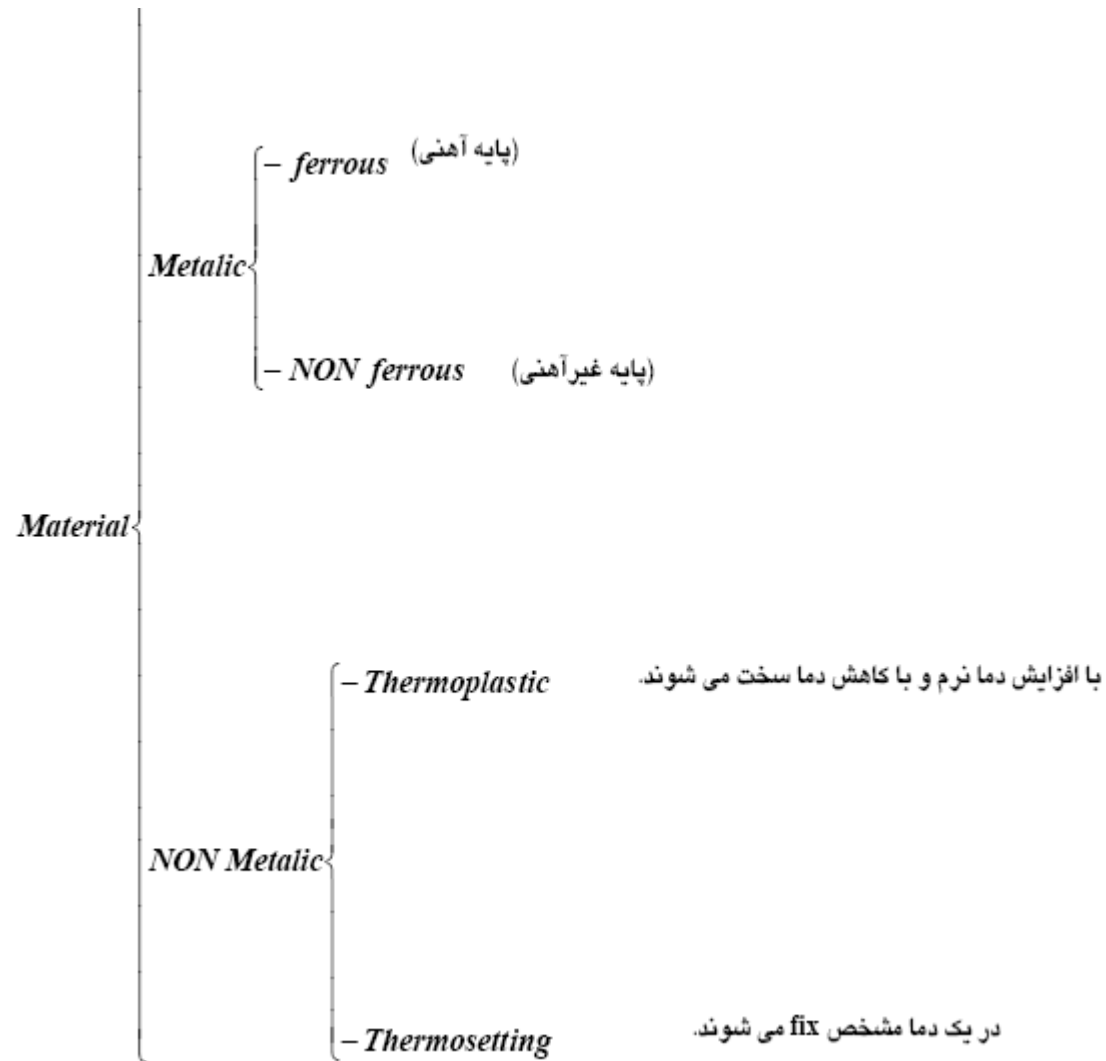 – ferrous (پایه آهنی)
Metalic
– NON ferrous (پایه غیرآهنی)
Material
– Thermoplastic با افزایش دما نرم و با کاهش دما سخت می شوند.
NON Metalic
– Thermosetting در یک دما مشخص fix می شوند.